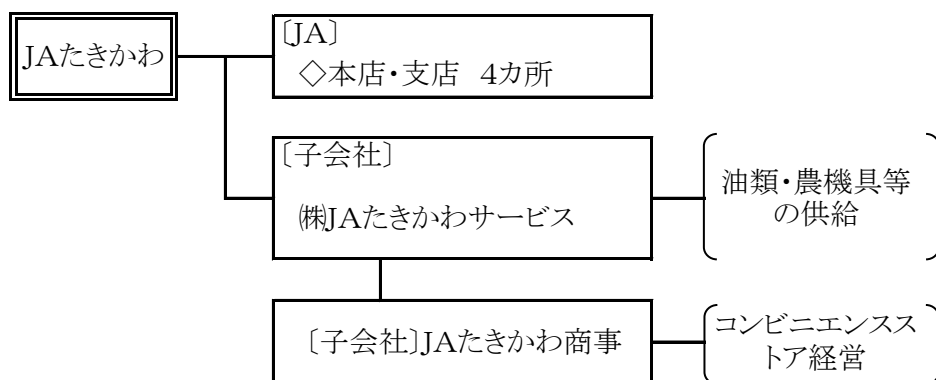 JAたきかわ
〔JA〕
◇本店・支店 4カ所
〔子会社〕
㈱JAたきかわサービス
油類・農機具等
の供給
〔子会社〕JAたきかわ商事
コンビニエンスス
トア経営